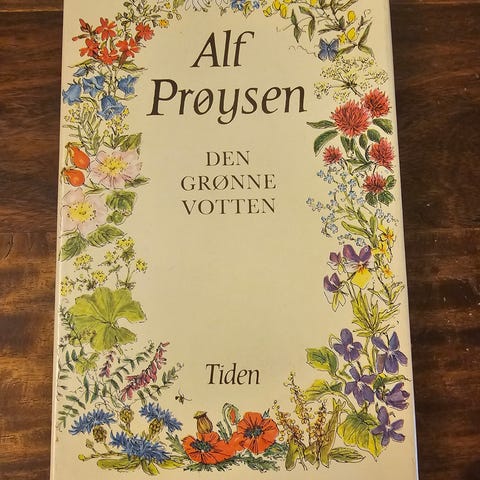 Alf
Prøysen
DEN
GRØNNE
VOTTEN
Tiden